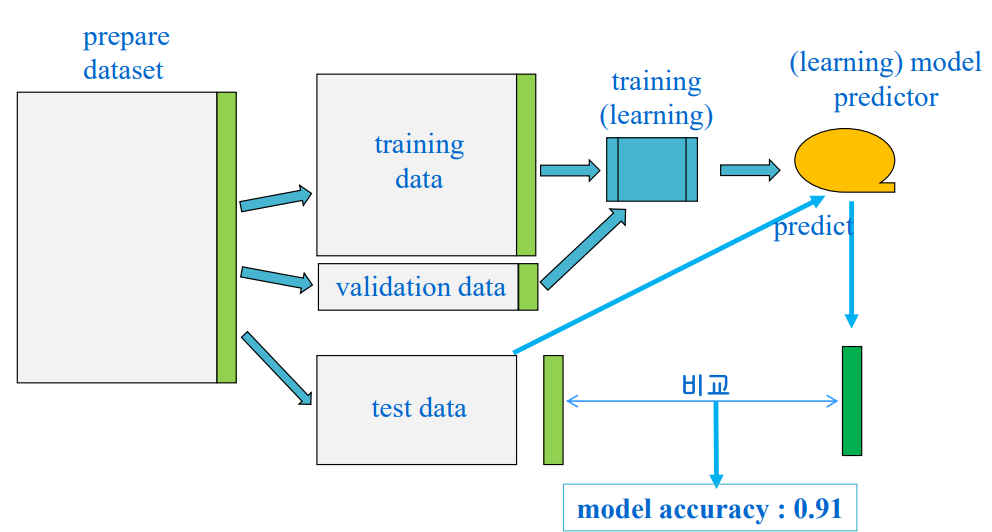 prepare
dataset
training
data
validation data
test data
training
(learning)
(learning) model
predictor
predict
비교
model accuracy : 0.91